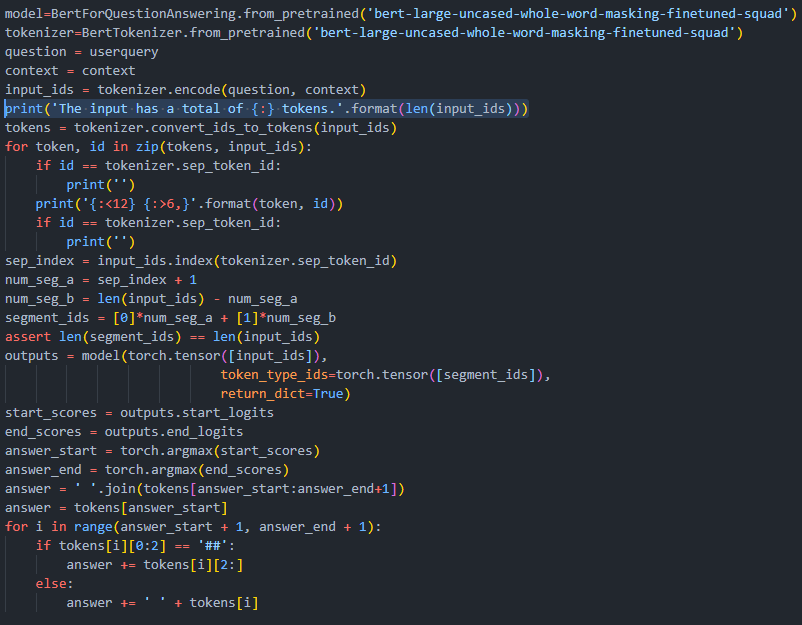 model=BertForQuestionAnswering.from_pretrained('bert-large-uncased-whole-word-masking-finetuned-squad')
tokenizer=BertTokenizer.from_pretrained('bert-large-uncased-whole-word-masking-finetuned-squad')
question = userquery
context = context
input_ids = tokenizer.encode(question, context)
print('The input has a total of {:} tokens.'.format(len(input_ids)))
tokens = tokenizer.convert_ids_to_tokens(input_ids)
for token, id in zip(tokens, input_ids):
    if id == tokenizer.sep_token_id:
        print('')
    print('{:<12} {:>6,}'.format(token, id))
    if id == tokenizer.sep_token_id:
        print('')
sep_index = input_ids.index(tokenizer.sep_token_id)
num_seg_a = sep_index + 1
num_seg_b = len(input_ids) - num_seg_a
segment_ids = [0]*num_seg_a + [1]*num_seg_b
assert len(segment_ids) == len(input_ids)
outputs = model(torch.tensor([input_ids]),
                            token_type_ids=torch.tensor([segment_ids]),
                            return_dict=True)
start_scores = outputs.start_logits
end_scores = outputs.end_logits
answer_start = torch.argmax(start_scores)
answer_end = torch.argmax(end_scores)
answer = ' '.join(tokens[answer_start:answer_end+1])
answer = tokens[answer_start]
for i in range(answer_start + 1, answer_end + 1):
    if tokens[i][0:2] == '##':
        answer += tokens[i][2:]
    else:
        answer += ' ' + tokens[i]